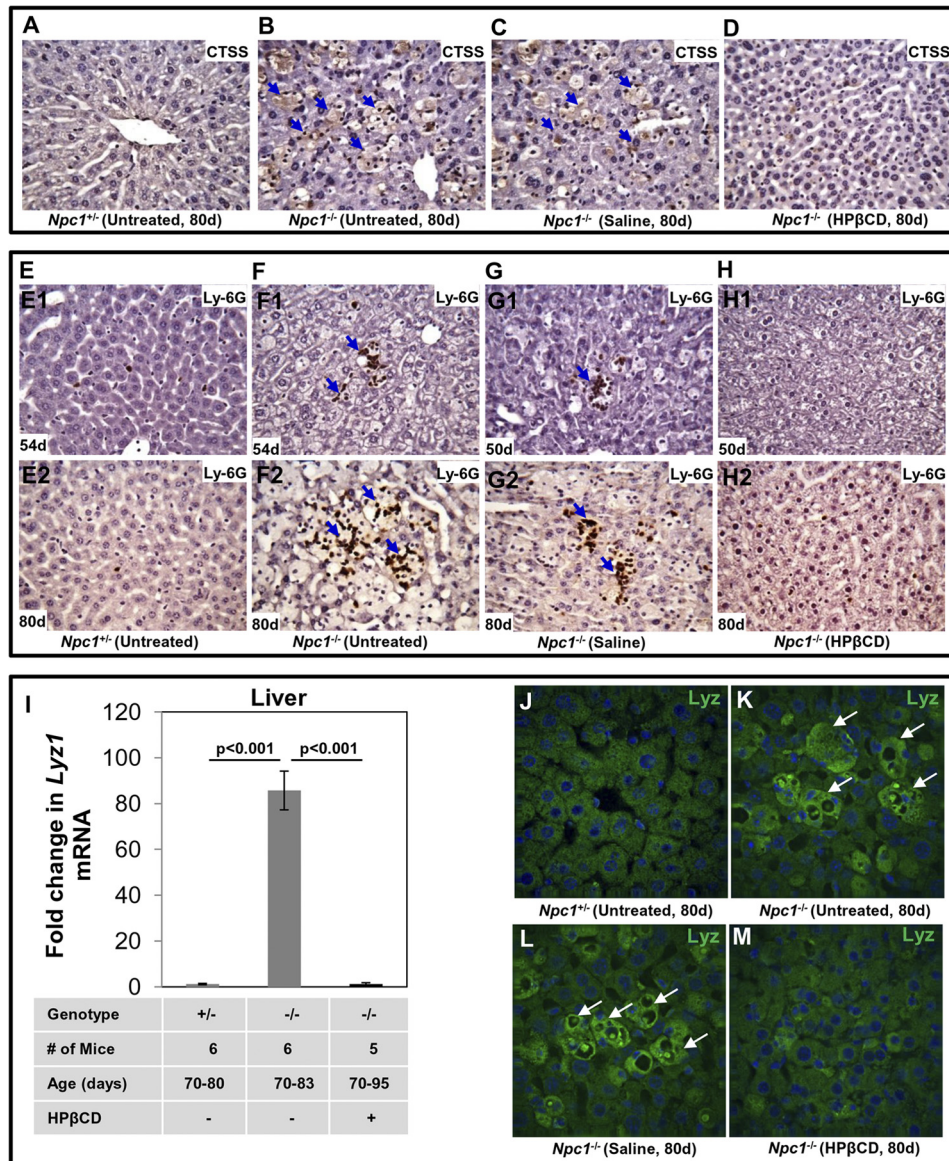 A
CTSS
B
CTSS
C
CTSS
D
CTSS
Npc1+/- (Untreated, 80d)
Npc1-/- (Untreated, 80d)
Npc1-/- (Saline, 80d)
Npc1-/- (HPβCD, 80d)
E
F
G
H
E1
Ly-6G
F1
Ly-6G
G1
Ly-6G
H1
Ly-6G
54d
54d
50d
50d
E2
Ly-6G
F2
Ly-6G
G2
Ly-6G
H2
Ly-6G
80d
80d
80d
80d
Npc1+/- (Untreated)
Npc1-/- (Untreated)
Npc1-/- (Saline)
Npc1-/- (HPβCD)
I
Liver
Fold change in Lyz1
mRNA
120
100
80
60
40
20
0
p<0.001
p<0.001
Genotype +/- -/- -/-
# of Mice 6 6 5
Age (days) 70-80 70-83 70-95
HPβCD - - +
J
Lyz
K
Lyz
Npc1+/- (Untreated, 80d)
Npc1-/- (Untreated, 80d)
L
Lyz
M
Lyz
Npc1-/- (Saline, 80d)
Npc1-/- (HPβCD, 80d)